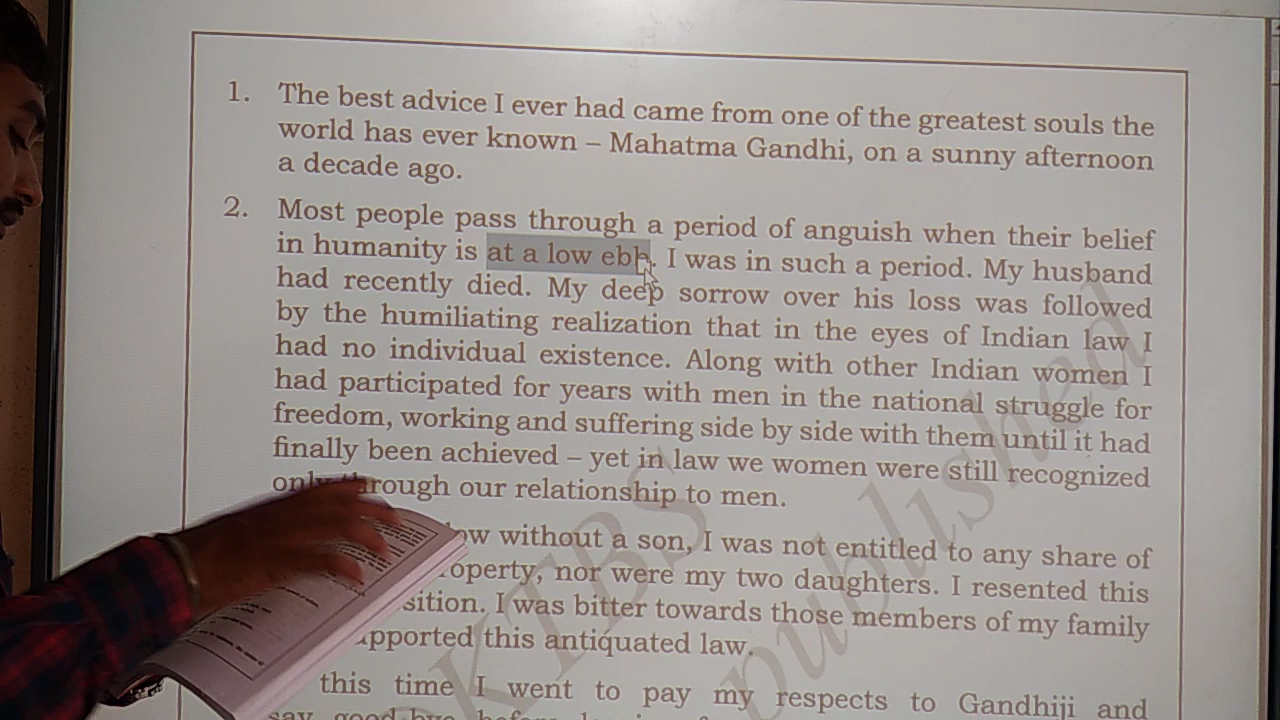 1. The best advice I ever had came from one of the greatest souls the
world has ever known – Mahatma Gandhi, on a sunny afternoon
a decade ago.
2. Most people pass through a period of anguish when their belief
in humanity is at a low ebb. I was in such a period. My husband
had recently died. My deep sorrow over his loss was followed
by the humiliating realization that in the eyes of Indian law I
had no individual existence. Along with other Indian women I
had participated for years with men in the national struggle for
freedom, working and suffering side by side with them until it had
finally been achieved – yet in law we women were still recognized
only through our relationship to men.
without a son, I was not entitled to any share of
nor were my two daughters. I resented this
I was bitter towards those members of my family
this antiquated law.
this time I went to pay my respects to Gandhiji and
KTBS
published